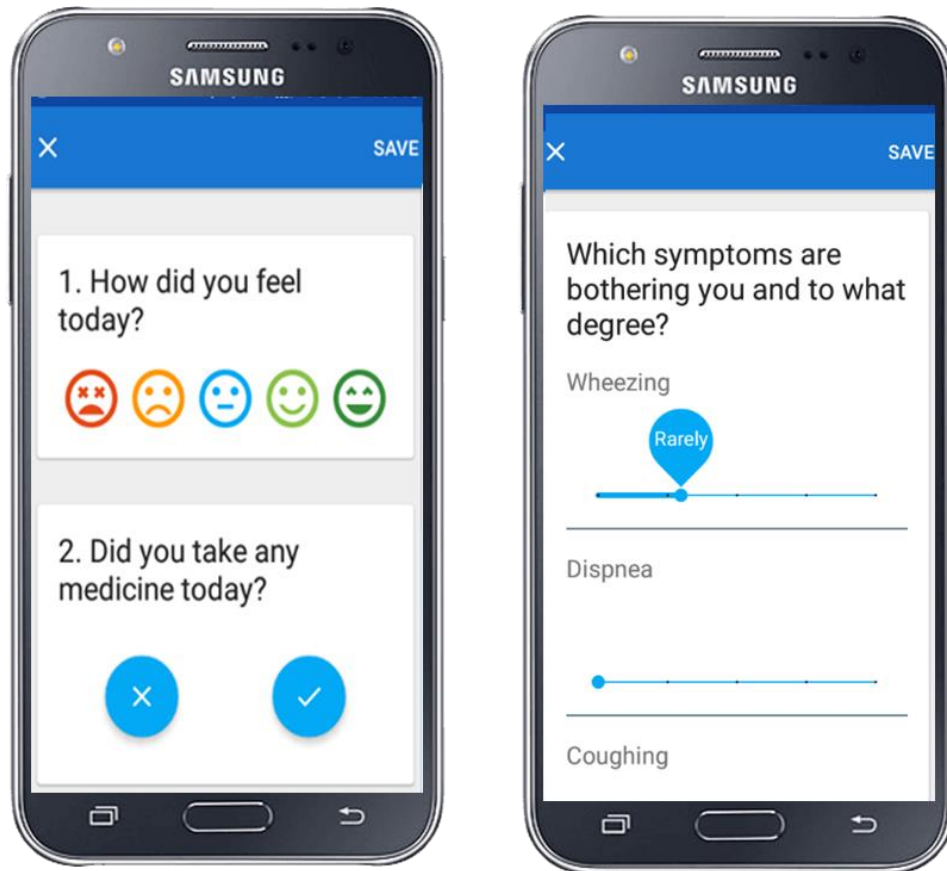 SAMSUNG
SAVE
1. How did you feel
today?
2. Did you take any
medicine today?
SAMSUNG
SAVE
Which symptoms are
bothering you and to what
degree?
Wheezing
Rarely
Dispnea
Coughing